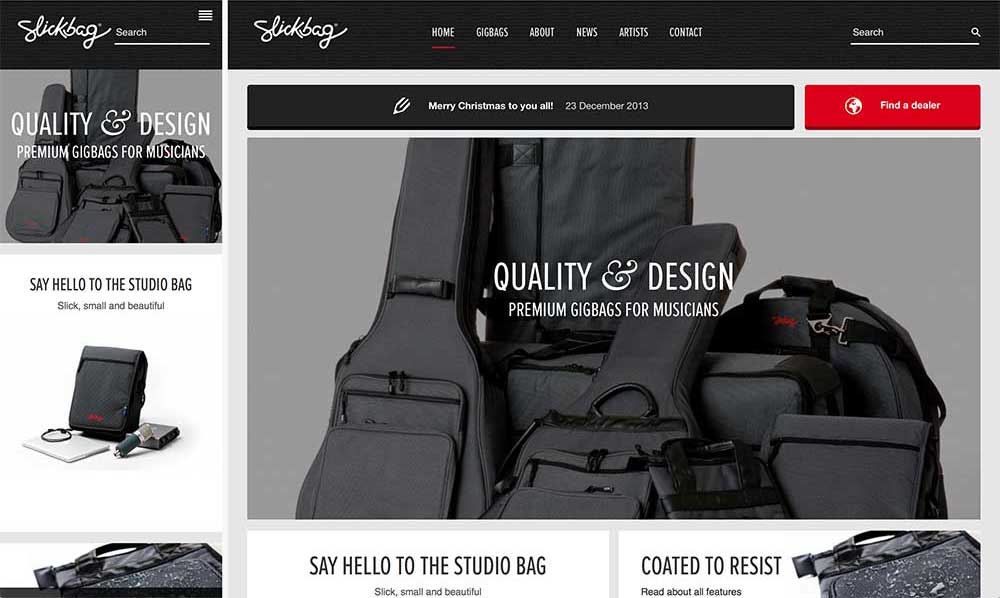 Slickbag
Search
QUALITY & DESIGN
PREMIUM GIGBAGS FOR MUSICIANS
SAY HELLO TO THE STUDIO BAG
Slick, small and beautiful
Slickbag
HOME GIGBAGS ABOUT NEWS ARTISTS CONTACT
Search
Merry Christmas to you all! 23 December 2013
Find a dealer
QUALITY & DESIGN
PREMIUM GIGBAGS FOR MUSICIANS
SAY HELLO TO THE STUDIO BAG
Slick, small and beautiful
COATED TO RESIST
Read about all features